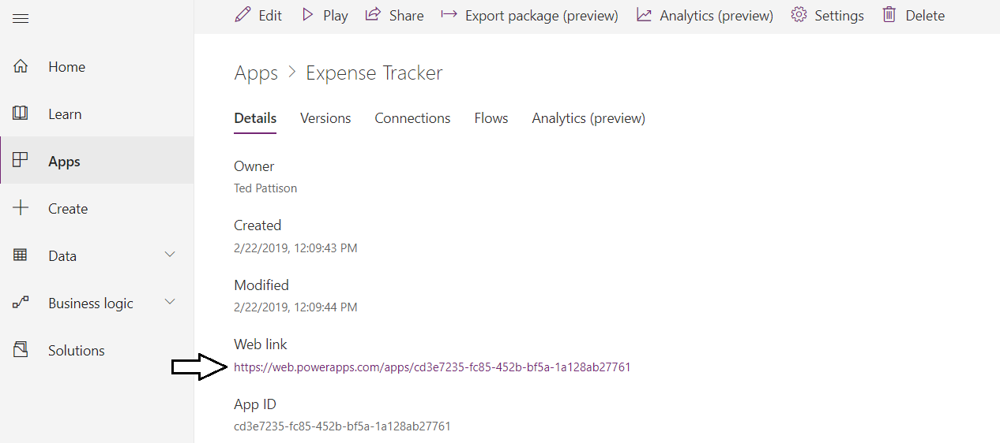 Edit Play Share Export package (preview) Analytics (preview) Settings Delete
Home
Learn
Apps
Create
Data
Business logic
Solutions
Apps > Expense Tracker
Details Versions Connections Flows Analytics (preview)
Owner
Ted Pattison
Created
2/22/2019, 12:09:43 PM
Modified
2/22/2019, 12:09:44 PM
Web link
https://web.powerapps.com/apps/cd3e7235-fc85-452b-bf5a-1a128ab27761
App ID
cd3e7235-fc85-452b-bf5a-1a128ab27761